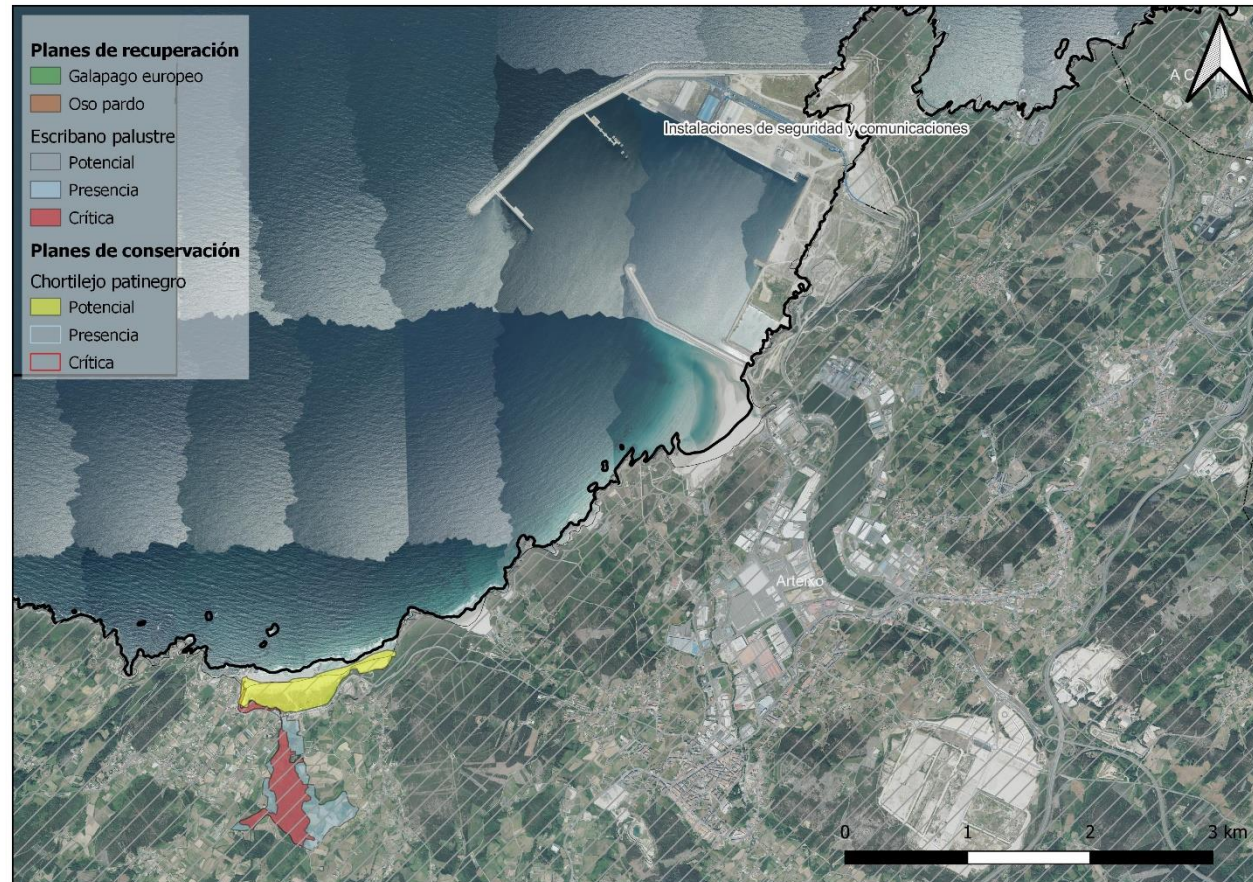 Planes de recuperación
Galapago europeo
Oso pardo
Escribano palustre
Potencial
Presencia
Crítica
Planes de conservación
Chortilejo patinegro
Potencial
Presencia
Crítica
Instalaciones de seguridad y comunicaciones
Arteixo
0 1 2 3 km